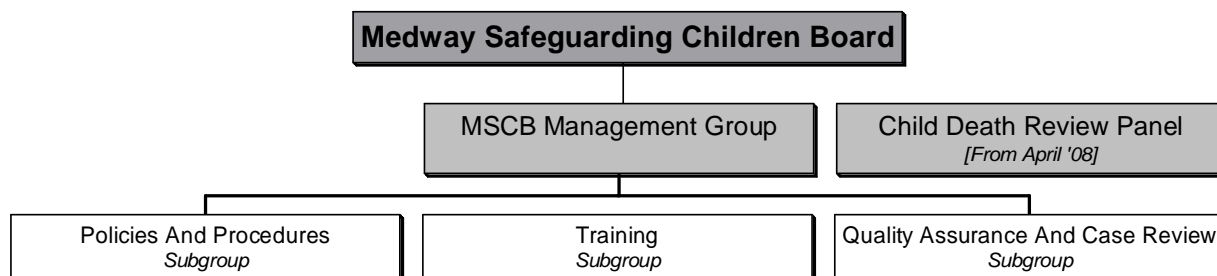 Medway Safeguarding Children Board
MSCB Management Group
Child Death Review Panel
[From April '08]
Policies And Procedures
Subgroup
Training
Subgroup
Quality Assurance And Case Review
Subgroup